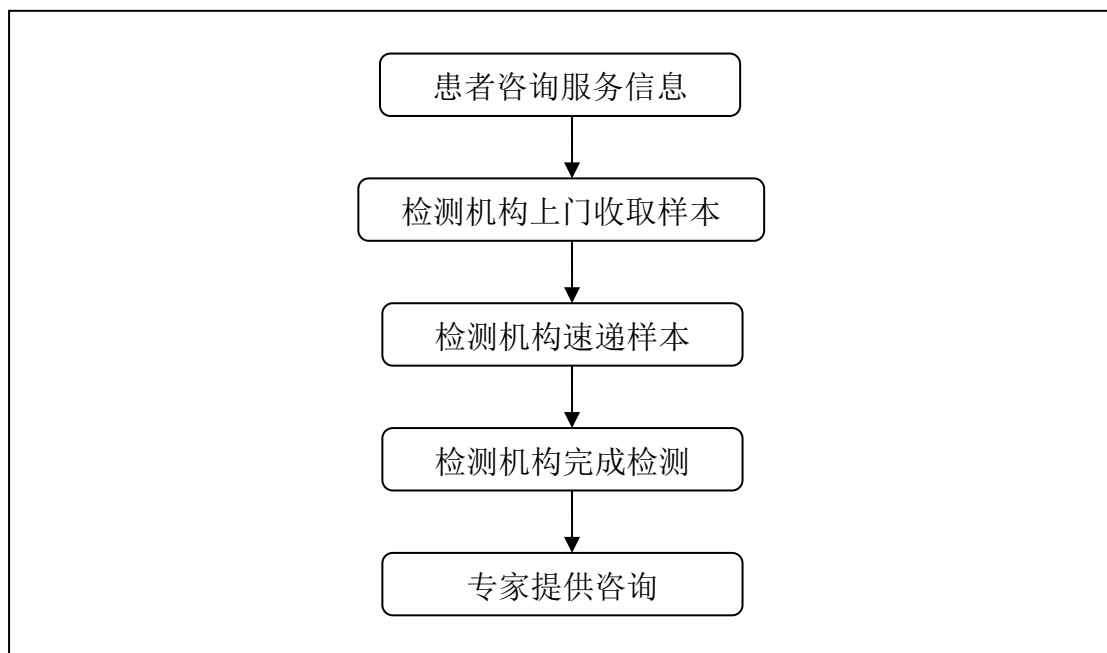 患者咨询服务信息
检测机构上门收取样本
检测机构速递样本
检测机构完成检测
专家提供咨询